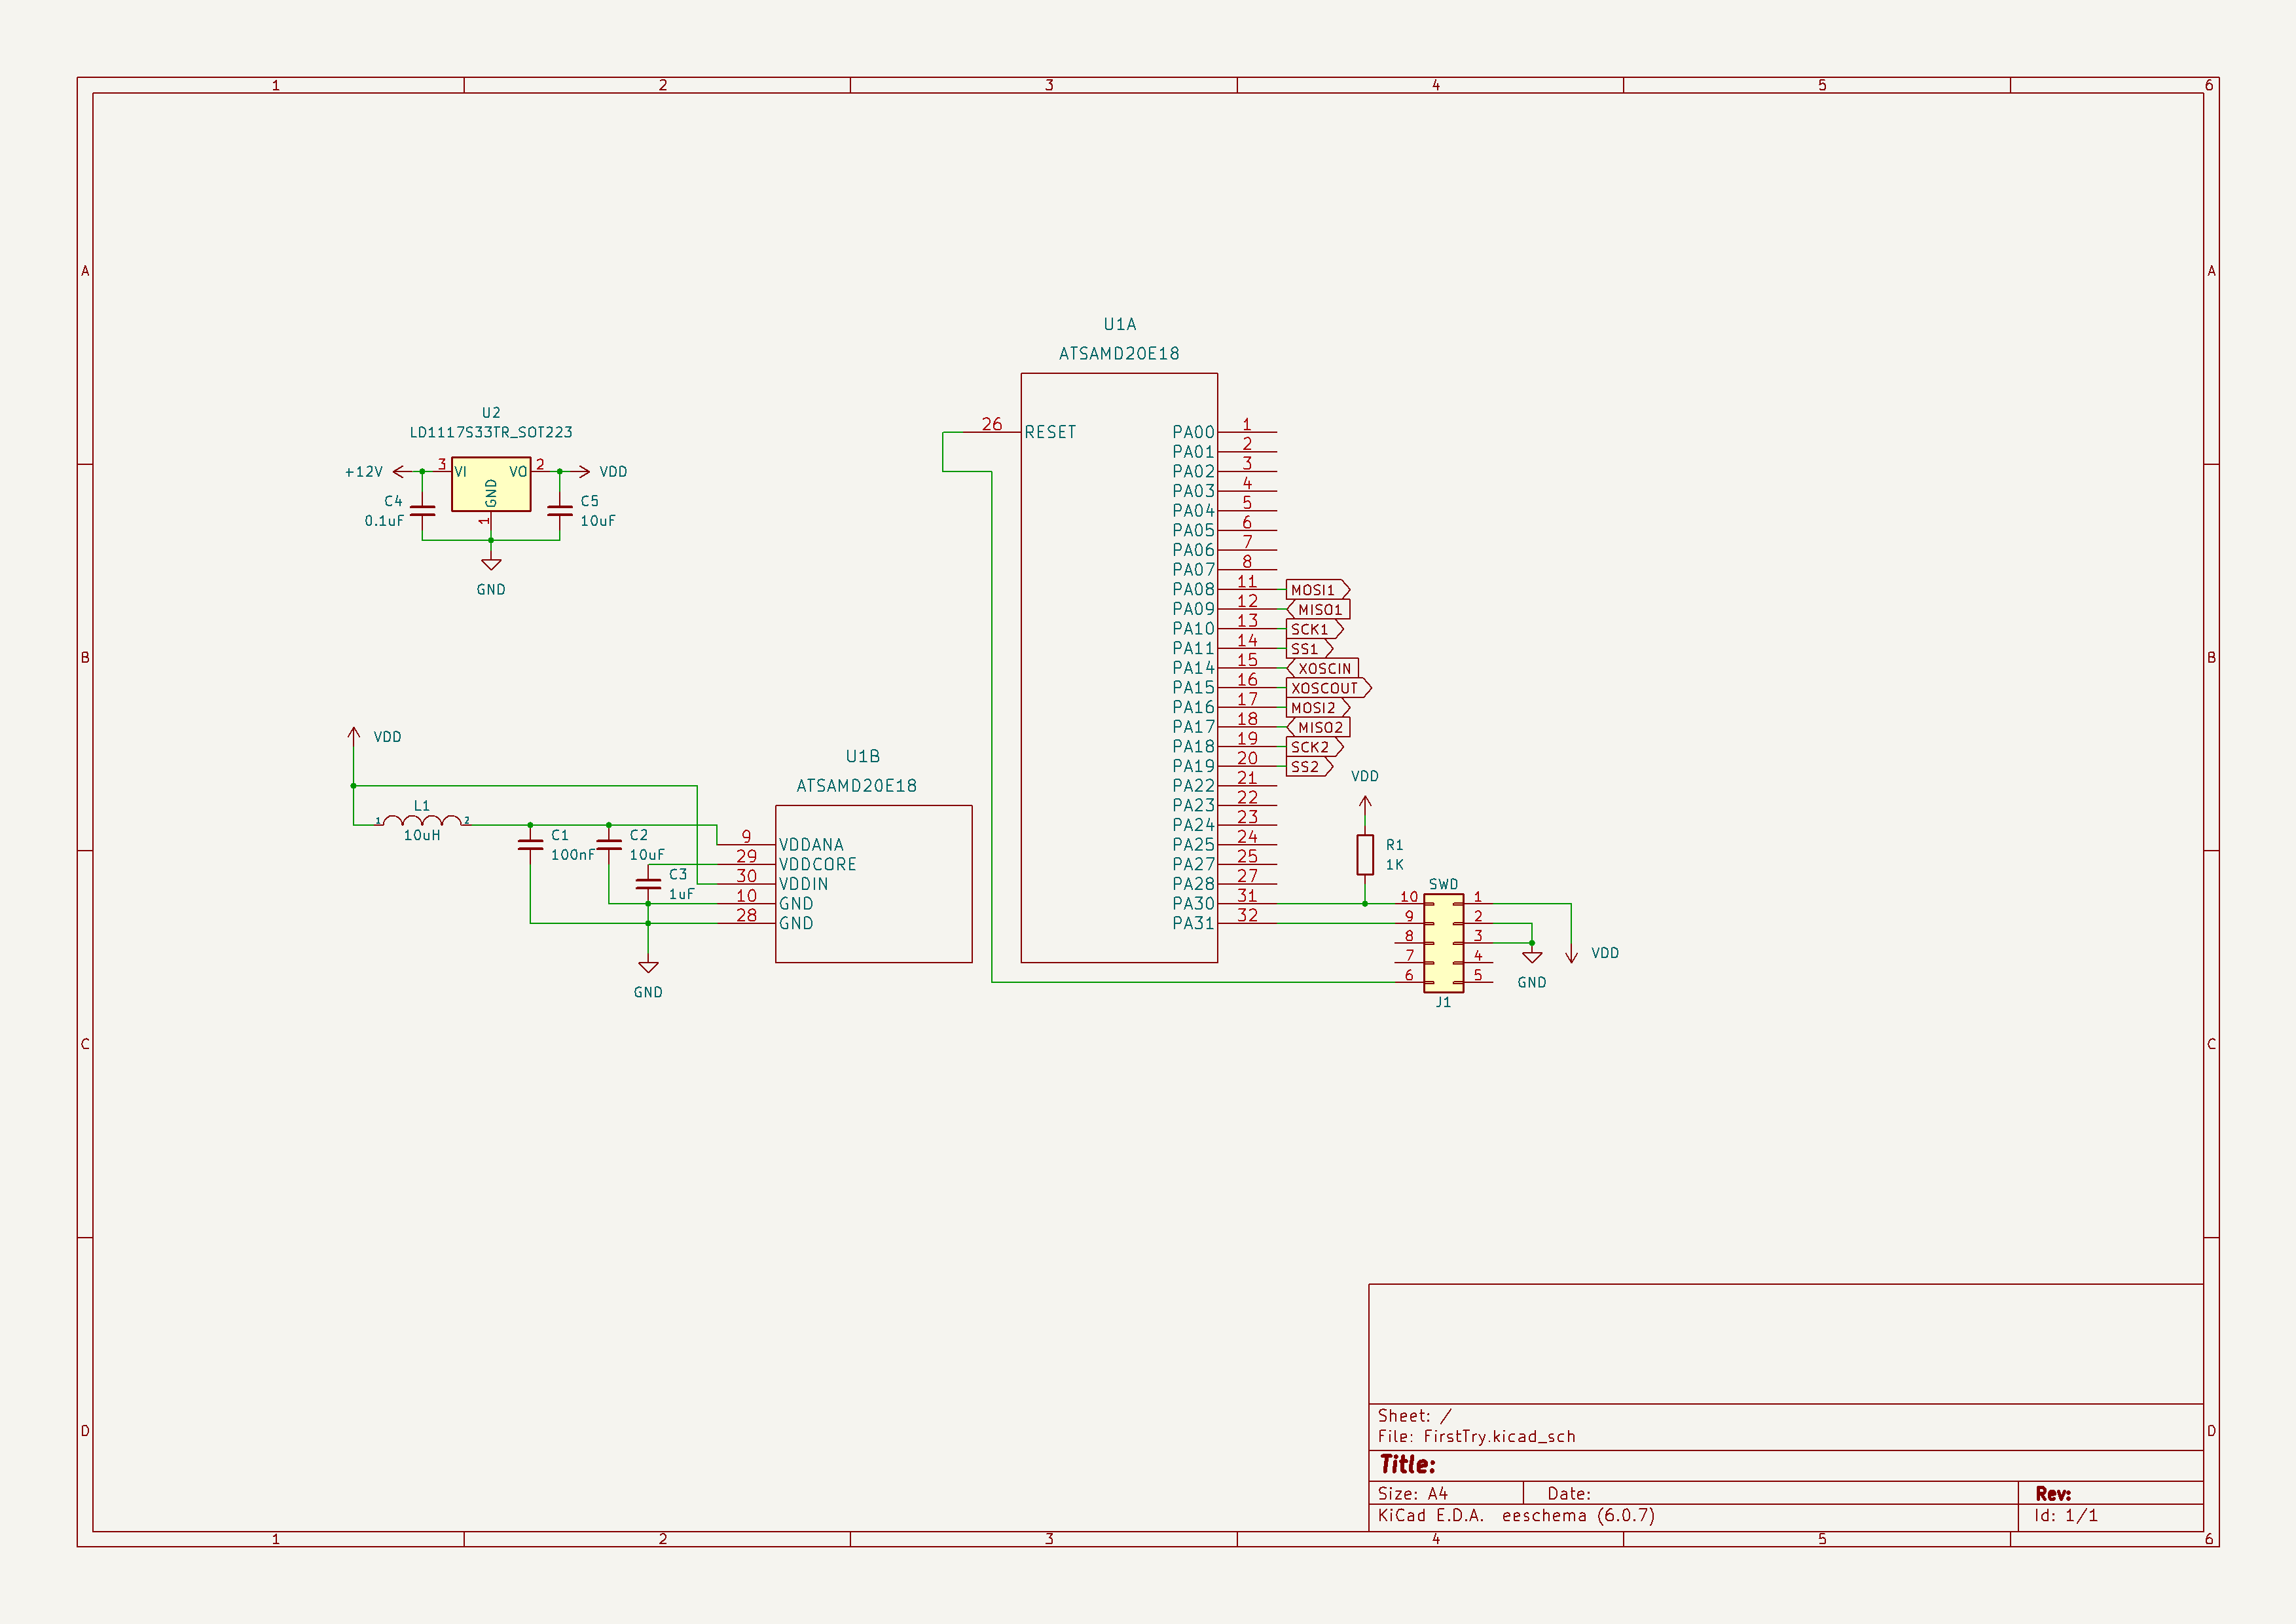 1 2 3 4 5 6
A A
B B
C C
D D
U2
LD1117S33TR_SOT223
+12V 3 VI VO 2 VDD
GND
1
C4
0.1uF
C5
10uF
GND
U1A
ATSAMD20E18
26 RESET
PA00 1
PA01 2
PA02 3
PA03 4
PA04 5
PA05 6
PA06 7
PA07 8
PA08 11 MOSI1
PA09 12 MISO1
PA10 13 SCK1
PA11 14 SS1
PA14 15 XOSCIN
PA15 16 XOSCOUT
PA16 17 MOSI2
PA17 18 MISO2
PA18 19 SCK2
PA19 20 SS2
PA22 21
PA23 22
PA24 23
PA25 24
PA27 25
PA28 27
PA30 31
PA31 32
VDD
L1
1 2
10uH
C1
100nF
C2
10uF
C3
1uF
GND
U1B
ATSAMD20E18
9 VDDANA
29 VDDCORE
30 VDDIN
10 GND
28 GND
VDD
R1
1K
SWD
10 1
9 2
8 3
7 4
6 5
J1
GND
VDD
Sheet: /
File: FirstTry.kicad_sch
Title:
Size: A4 Date: Rev:
KiCad E.D.A. eeschema (6.0.7) Id: 1/1
1 2 3 4 5 6